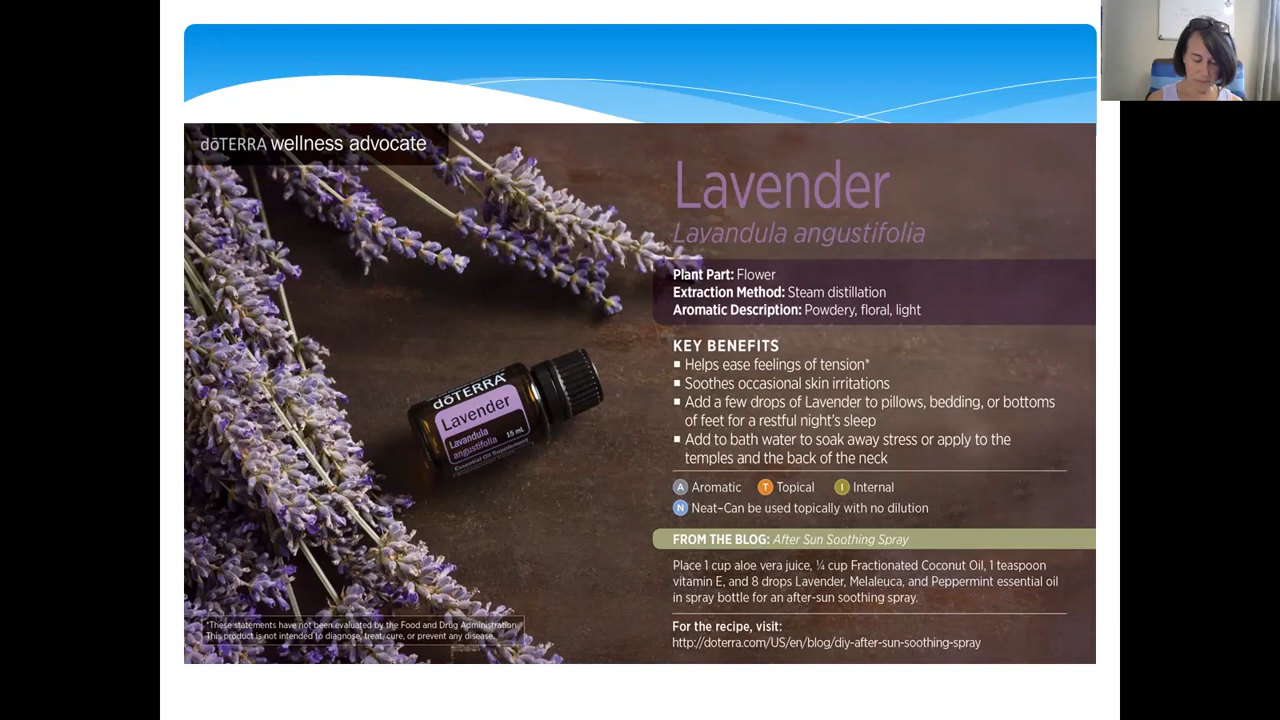 dōTERRA wellness advocate
Lavender
Lavandula angustifolia
Plant Part: Flower
Extraction Method: Steam distillation
Aromatic Description: Powdery, floral, light
KEY BENEFITS
▪ Helps ease feelings of tension*
▪ Soothes occasional skin irritations
▪ Add a few drops of Lavender to pillows, bedding, or bottoms
of feet for a restful night's sleep
▪ Add to bath water to soak away stress or apply to the
temples and the back of the neck
A Aromatic T Topical I Internal
N Neat–Can be used topically with no dilution
FROM THE BLOG: After Sun Soothing Spray
Place 1 cup aloe vera juice, ¼ cup Fractionated Coconut Oil, 1 teaspoon
vitamin E, and 8 drops Lavender, Melaleuca, and Peppermint essential oil
in spray bottle for an after-sun soothing spray.
For the recipe, visit:
http://doterra.com/US/en/blog/diy-after-sun-soothing-spray
dōTERRA
Lavender
Lavandula
angustifolia 15 mL
Essential Oil Supplement
*These statements have not been evaluated by the Food and Drug Administration.
This product is not intended to diagnose, treat, cure, or prevent any disease.